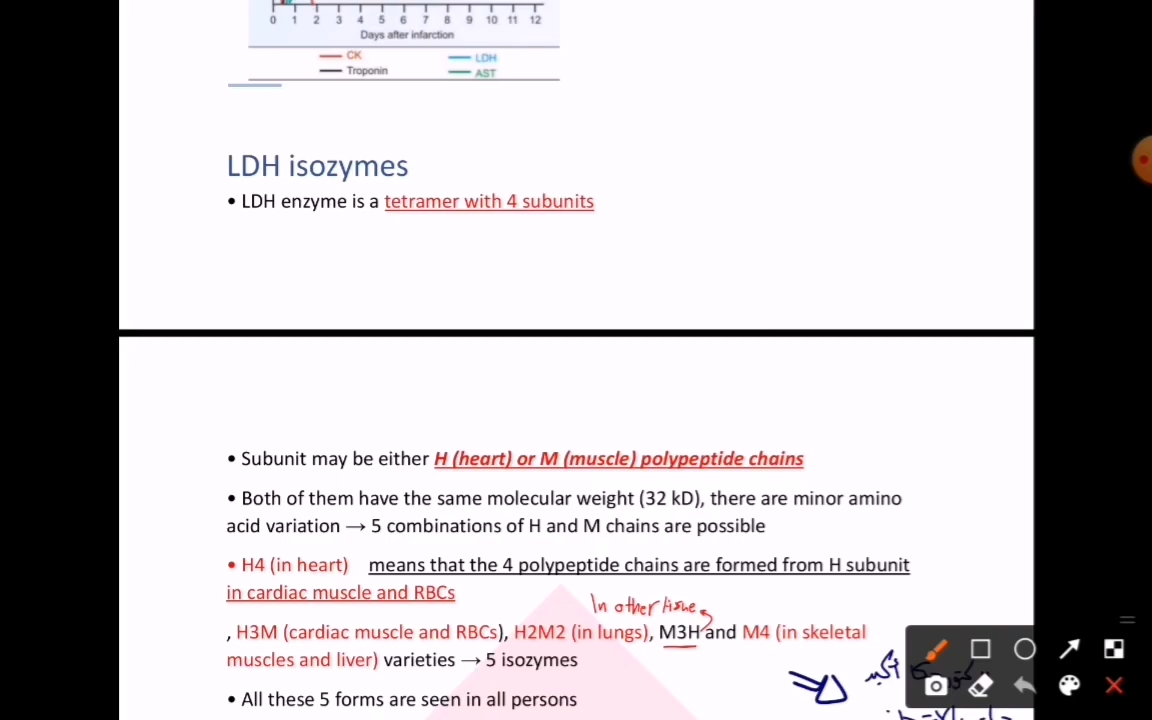 0 1 2 3 4 5 6 7 8 9 10 11 12
Days after infarction
CK LDH
Troponin AST
LDH isozymes
• LDH enzyme is a tetramer with 4 subunits
• Subunit may be either H (heart) or M (muscle) polypeptide chains
• Both of them have the same molecular weight (32 kD), there are minor amino
acid variation → 5 combinations of H and M chains are possible
• H4 (in heart) means that the 4 polypeptide chains are formed from H subunit
in cardiac muscle and RBCs
In other tissue
, H3M (cardiac muscle and RBCs), H2M2 (in lungs), M3H and M4 (in skeletal
muscles and liver) varieties → 5 isozymes
• All these 5 forms are seen in all persons